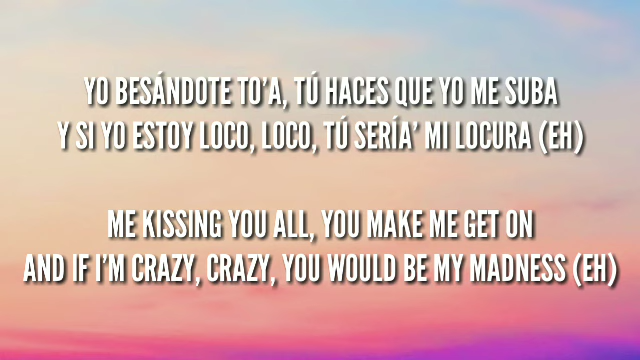 YO BESÁNDOTE TO'A, TÚ HACES QUE YO ME SUBA
Y SI YO ESTOY LOCO, LOCO, TÚ SERÍA' MI LOCURA (EH)
ME KISSING YOU ALL, YOU MAKE ME GET ON
AND IF I'M CRAZY, CRAZY, YOU WOULD BE MY MADNESS (EH)